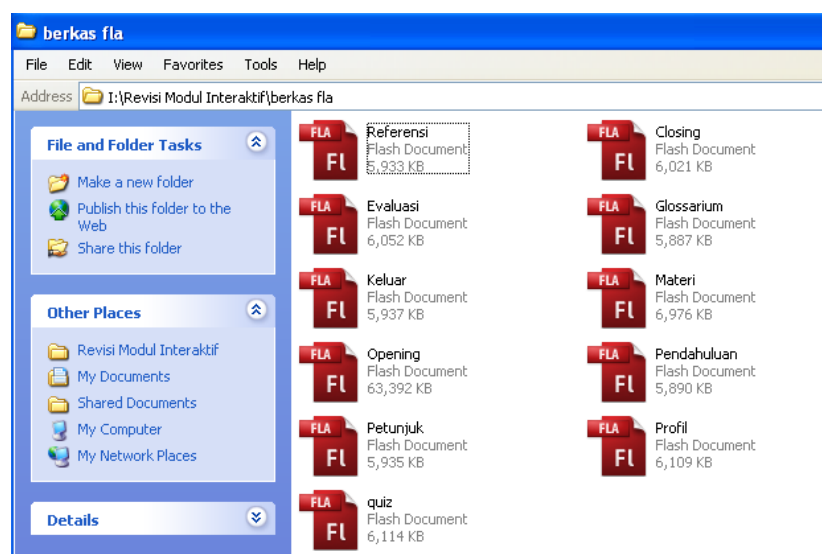 berkas fla
File Edit View Favorites Tools Help
Address I:\Revisi Modul Interaktif\berkas fla
File and Folder Tasks
Make a new folder
Publish this folder to the
Web
Share this folder
Other Places
Revisi Modul Interaktif
My Documents
Shared Documents
My Computer
My Network Places
Details
FLA
Fl
Referensi
Flash Document
5,933 KB
FLA
Fl
Closing
Flash Document
6,021 KB
FLA
Fl
Evaluasi
Flash Document
6,052 KB
FLA
Fl
Glossarium
Flash Document
5,887 KB
FLA
Fl
Keluar
Flash Document
5,937 KB
FLA
Fl
Materi
Flash Document
6,976 KB
FLA
Fl
Opening
Flash Document
63,392 KB
FLA
Fl
Pendahuluan
Flash Document
5,890 KB
FLA
Fl
Petunjuk
Flash Document
5,935 KB
FLA
Fl
Profil
Flash Document
6,109 KB
FLA
Fl
quiz
Flash Document
6,114 KB